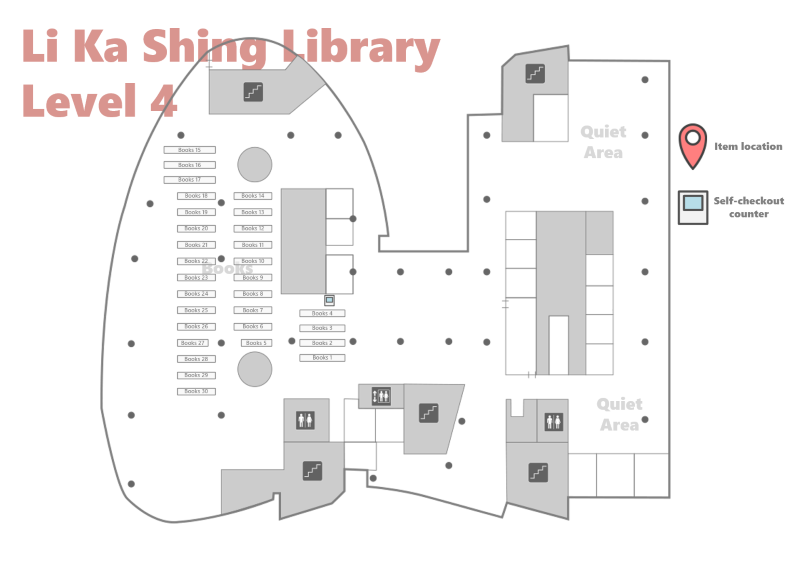 Li Ka Shing Library
Level 4
Quiet
Area
Item location
Self-checkout
counter
Books 15
Books 16
Books 17
Books 18
Books 14
Books 19
Books 13
Books 20
Books 12
Books 21
Books 11
Books 22
Books 10
Books
Books 23
Books 9
Books 24
Books 8
Books 25
Books 7
Books 4
Books 26
Books 6
Books 3
Books 27
Books 5
Books 2
Books 28
Books 1
Books 29
Books 30
Quiet
Area